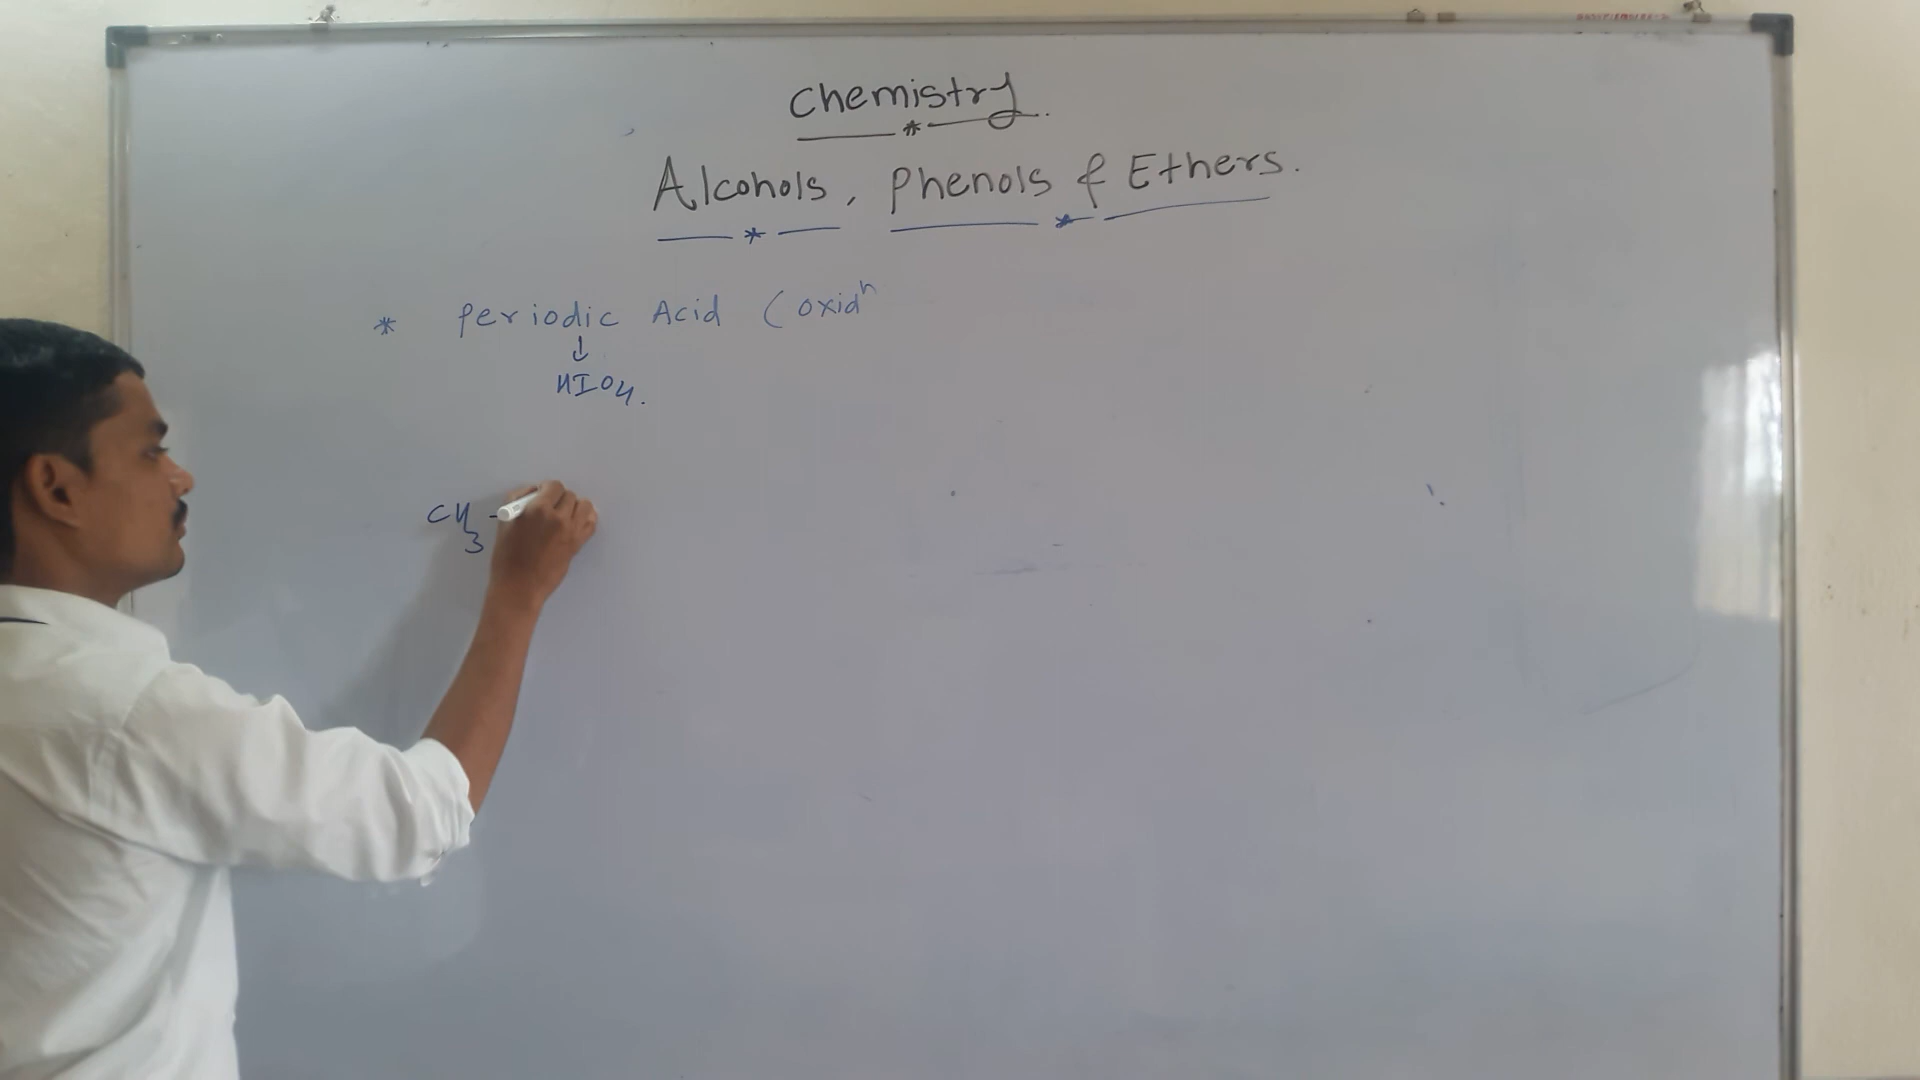 Chemistry.
Alcohols, Phenols & Ethers.
* Periodic Acid (oxidⁿ
↓
HIO4.
CH3 -